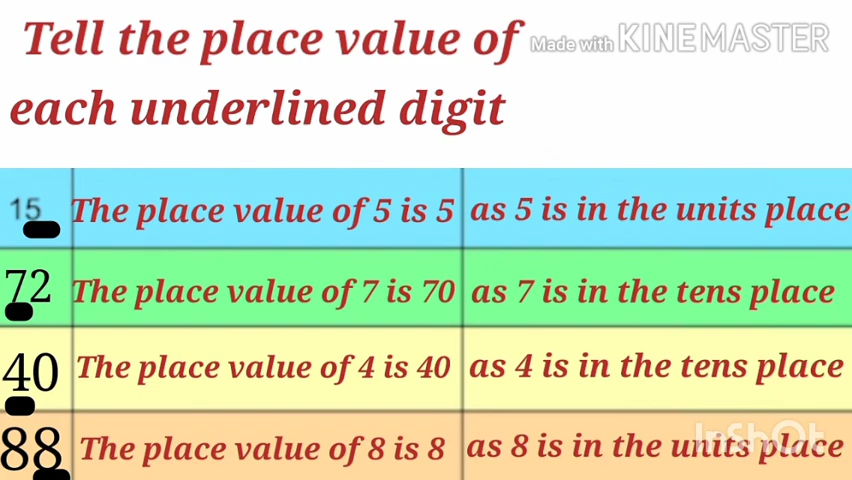 Tell the place value of
Made with KINEMASTER
each underlined digit
15 The place value of 5 is 5 as 5 is in the units place
72 The place value of 7 is 70 as 7 is in the tens place
40 The place value of 4 is 40 as 4 is in the tens place
InShOt
88 The place value of 8 is 8 as 8 is in the units place